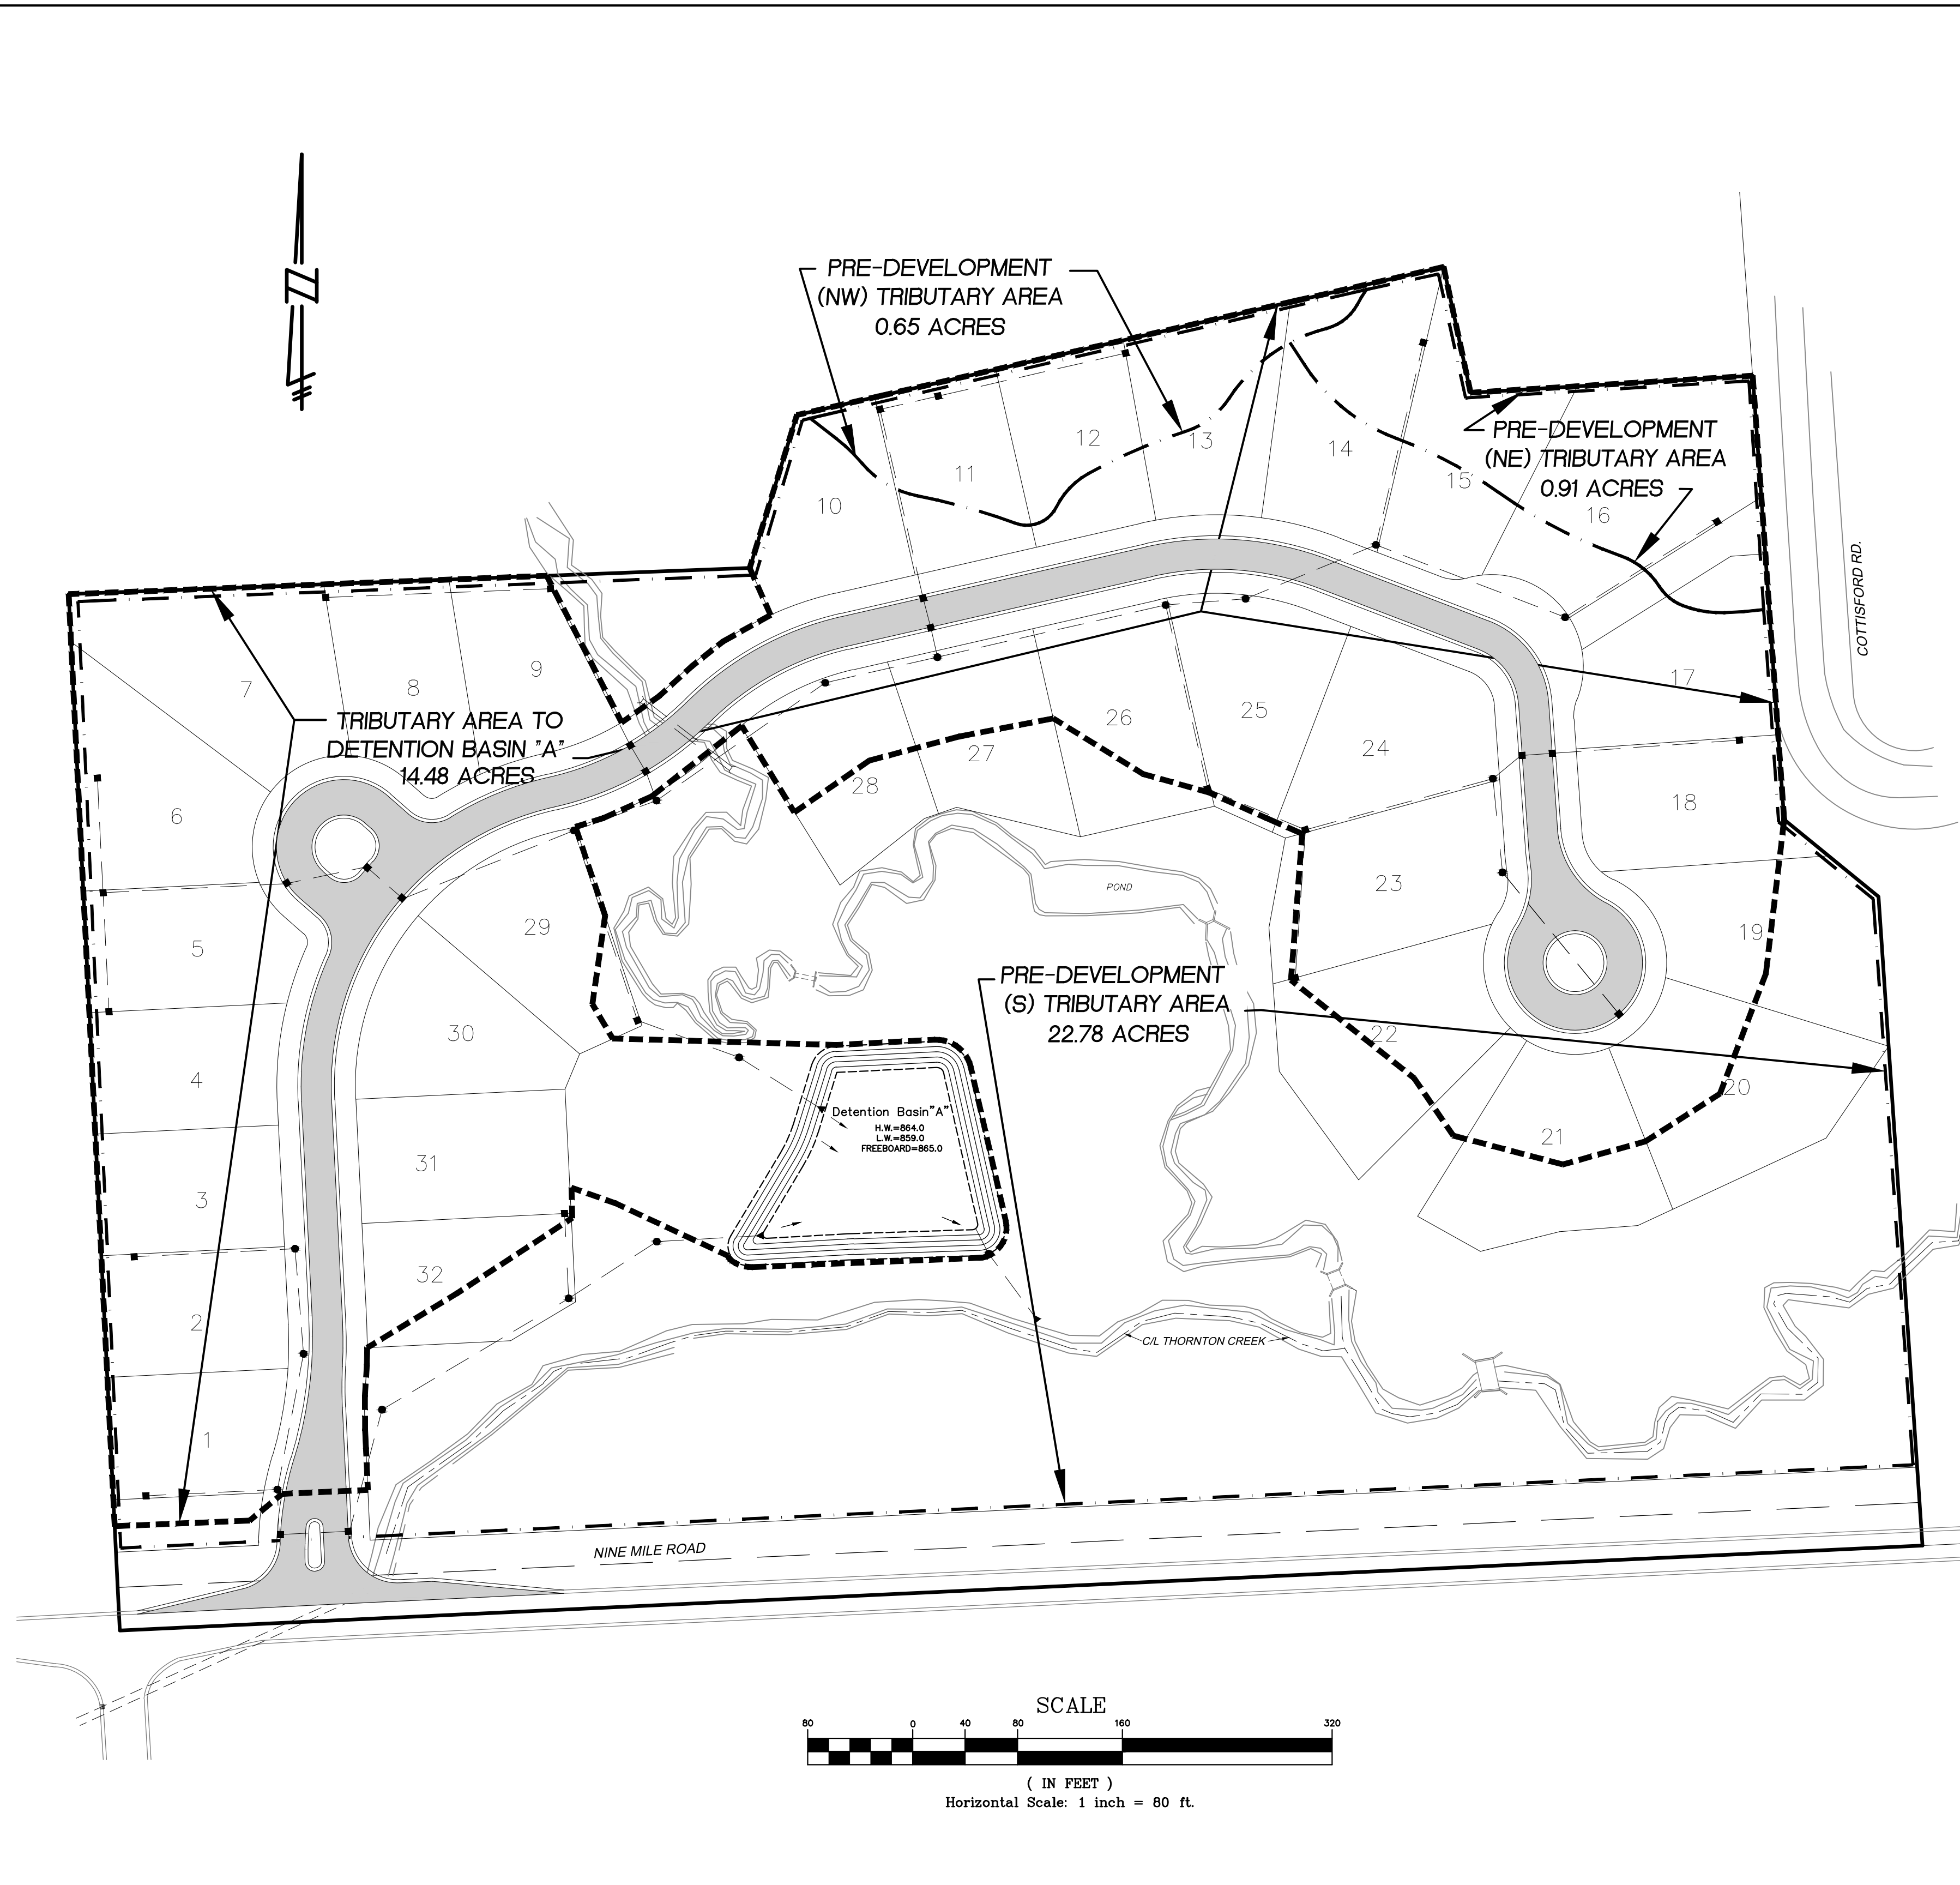 PRE-DEVELOPMENT
(NW) TRIBUTARY AREA
0.65 ACRES
PRE-DEVELOPMENT
(NE) TRIBUTARY AREA
0.91 ACRES
COTTISFORD RD.
TRIBUTARY AREA TO
DETENTION BASIN "A"
14.48 ACRES
PRE-DEVELOPMENT
(S) TRIBUTARY AREA
22.78 ACRES
1
2
3
4
5
6
7
8
9
10
11
12
13
14
15
16
17
18
19
20
21
22
23
24
25
26
27
28
29
30
31
32
POND
Detention Basin"A"
H.W.=864.0
L.W.=859.0
FREEBOARD=865.0
C/L THORNTON CREEK
NINE MILE ROAD
N
SCALE
80 0 40 80 160 320
( IN FEET )
Horizontal Scale: 1 inch = 80 ft.